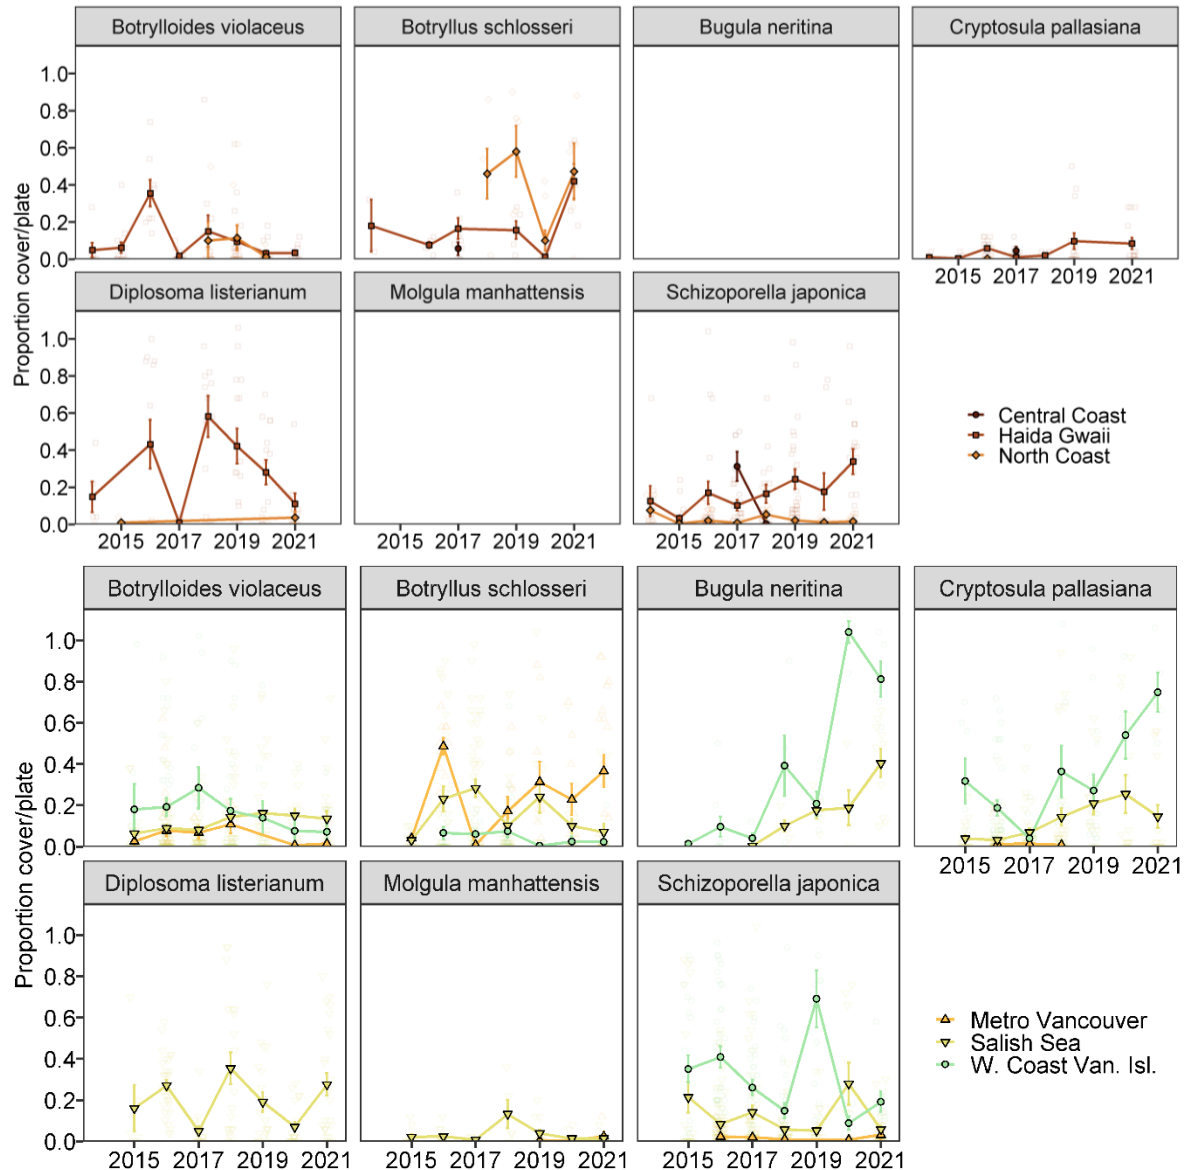 Botrylloides violaceus
Botryllus schlosseri
Bugula neritina
Cryptosula pallasiana
Proportion cover/plate
1.0
0.8
0.6
0.4
0.2
0.0
2015 2017 2019 2021
Diplosoma listerianum
Molgula manhattensis
Schizoporella japonica
1.0
0.8
0.6
0.4
0.2
0.0
2015 2017 2019 2021
2015 2017 2019 2021
2015 2017 2019 2021
Central Coast
Haida Gwaii
North Coast
Botrylloides violaceus
Botryllus schlosseri
Bugula neritina
Cryptosula pallasiana
Proportion cover/plate
1.0
0.8
0.6
0.4
0.2
0.0
2015 2017 2019 2021
Diplosoma listerianum
Molgula manhattensis
Schizoporella japonica
1.0
0.8
0.6
0.4
0.2
0.0
2015 2017 2019 2021
2015 2017 2019 2021
2015 2017 2019 2021
Metro Vancouver
Salish Sea
W. Coast Van. Isl.